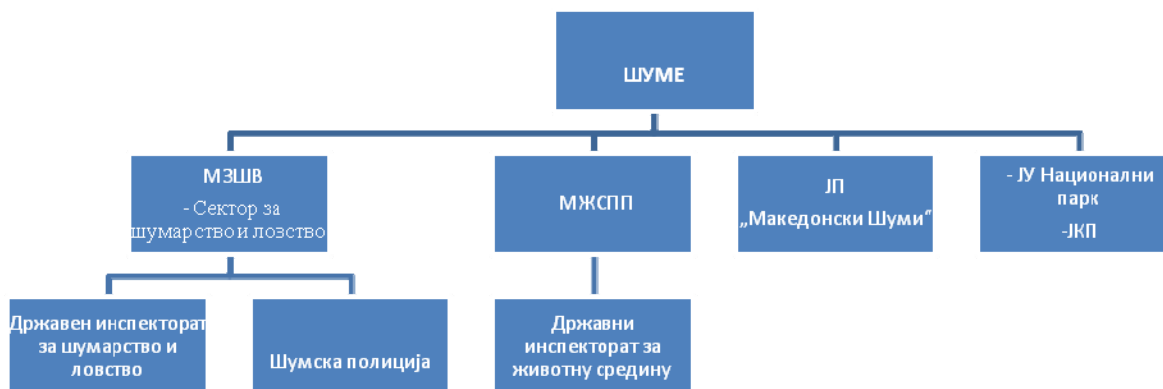 ШУМЕ
МЗШВ
- Сектор за
шумарство и лозство
МЖСПП
ЈП
„Македонски Шуми“
- ЈУ Национални
парк
-ЈКП
Државен инспекторат
за шумарство и
ловство
Шумска полиција
Државни
инспекторат за
животну средину